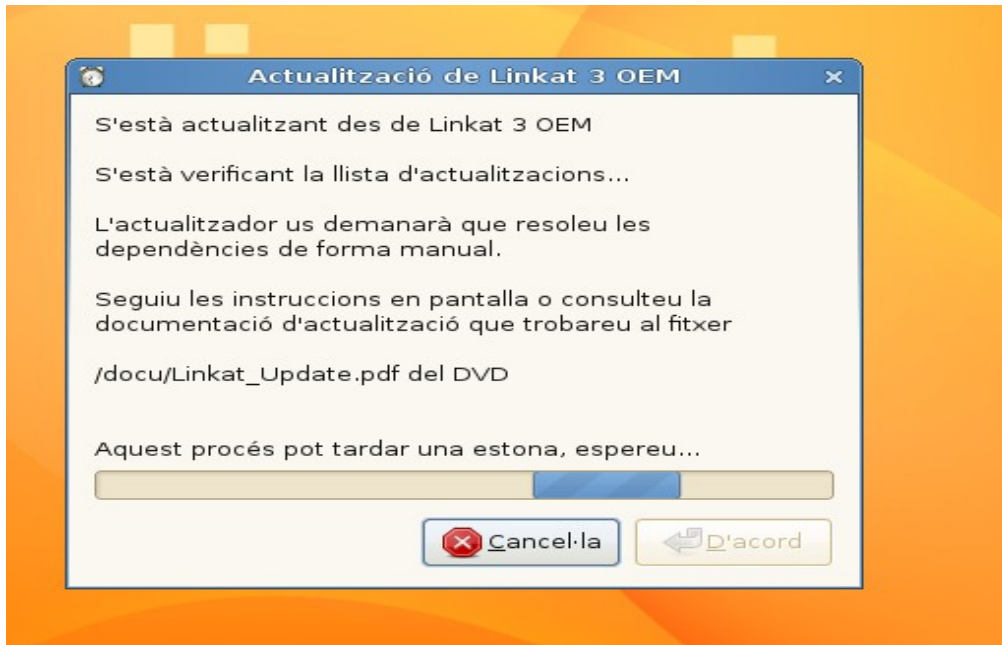 Actualització de Linkat 3 OEM
S'està actualitzant des de Linkat 3 OEM
S'està verificant la llista d'actualitzacions...
L'actualitzador us demanarà que resoleu les
dependències de forma manual.
Seguiu les instruccions en pantalla o consulteu la
documentació d'actualització que trobareu al fitxer
/docu/Linkat_Update.pdf del DVD
Aquest procés pot tardar una estona, espereu...
Cancel·la
D'acord